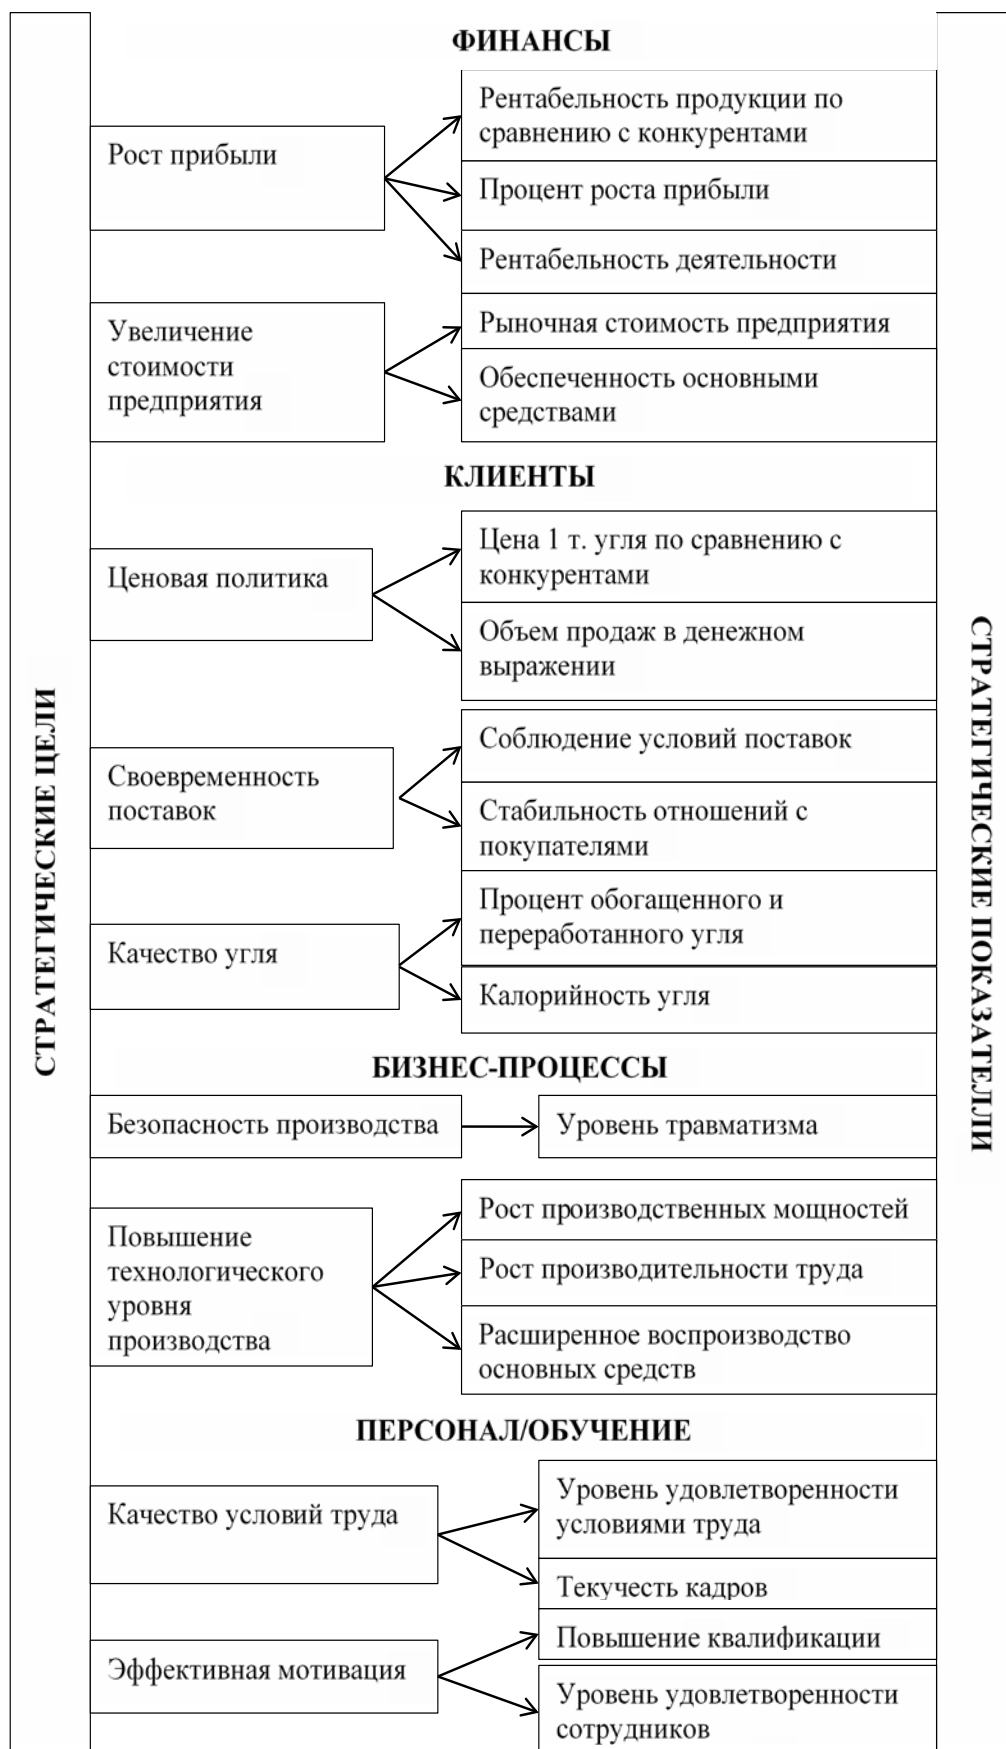 ФИНАНСЫ
Рост прибыли
Рентабельность продукции по
сравнению с конкурентами
Процент роста прибыли
Рентабельность деятельности
Увеличение
стоимости
предприятия
Рыночная стоимость предприятия
Обеспеченность основными
средствами
КЛИЕНТЫ
Ценовая политика
Цена 1 т. угля по сравнению с
конкурентами
Объем продаж в денежном
выражении
Своевременность
поставок
Соблюдение условий поставок
Стабильность отношений с
покупателями
Качество угля
Процент обогащенного и
переработанного угля
Калорийность угля
БИЗНЕС-ПРОЦЕССЫ
Безопасность производства
Уровень травматизма
Повышение
технологического
уровня
производства
Рост производственных мощностей
Рост производительности труда
Расширенное воспроизводство
основных средств
ПЕРСОНАЛ/ОБУЧЕНИЕ
Качество условий труда
Уровень удовлетворенности
условиями труда
Текучесть кадров
Эффективная мотивация
Повышение квалификации
Уровень удовлетворенности
сотрудников
СТРАТЕГИЧЕСКИЕ ЦЕЛИ
СТРАТЕГИЧЕСКИЕ ПОКАЗАТЕЛЛИ